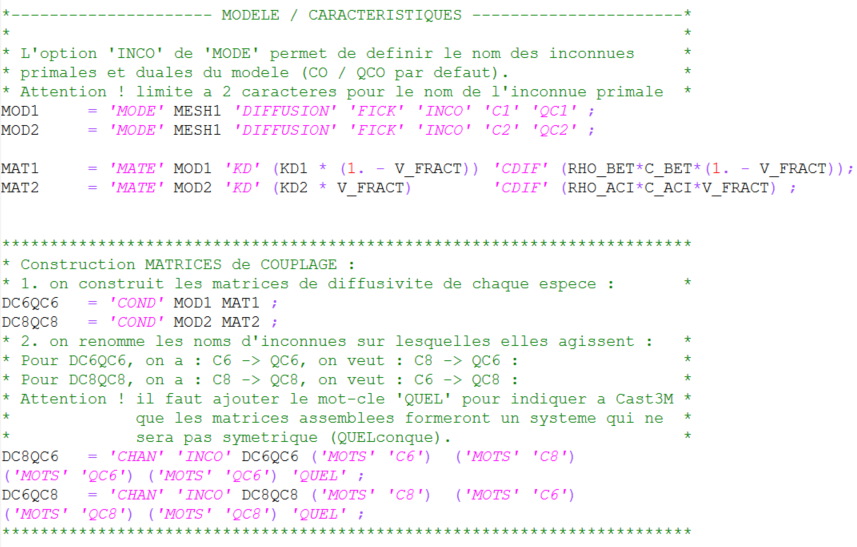 *--------------------- MODELE / CARACTERISTIQUES ----------------------*
* *
* L'option 'INCO' de 'MODE' permet de definir le nom des inconnues *
* primales et duales du modele (CO / QCO par defaut). *
* Attention ! limite a 2 caracteres pour le nom de l'inconnue primale *
MOD1 = 'MODE' MESH1 'DIFFUSION' 'FICK' 'INCO' 'C1' 'QC1' ;
MOD2 = 'MODE' MESH1 'DIFFUSION' 'FICK' 'INCO' 'C2' 'QC2' ;
MAT1 = 'MATE' MOD1 'KD' (KD1 * (1. - V_FRACT)) 'CDIF' (RHO_BET*C_BET*(1. - V_FRACT));
MAT2 = 'MATE' MOD2 'KD' (KD2 * V_FRACT) 'CDIF' (RHO_ACI*C_ACI*V_FRACT) ;
************************************************************************
* Construction MATRICES de COUPLAGE :
* 1. on construit les matrices de diffusivite de chaque espece : *
DC6QC6 = 'COND' MOD1 MAT1 ;
DC8QC8 = 'COND' MOD2 MAT2 ;
* 2. on renomme les noms d'inconnues sur lesquelles elles agissent : *
* Pour DC6QC6, on a : C6 -> QC6, on veut : C8 -> QC6 : *
* Pour DC8QC8, on a : C8 -> QC8, on veut : C6 -> QC8 : *
* Attention ! il faut ajouter le mot-cle 'QUEL' pour indiquer a Cast3M *
* que les matrices assemblees formeront un systeme qui ne *
* sera pas symetrique (QUELconque). *
DC8QC6 = 'CHAN' 'INCO' DC6QC6 ('MOTS' 'C6') ('MOTS' 'C8')
('MOTS' 'QC6') ('MOTS' 'QC6') 'QUEL' ;
DC6QC8 = 'CHAN' 'INCO' DC8QC8 ('MOTS' 'C8') ('MOTS' 'C6')
('MOTS' 'QC8') ('MOTS' 'QC8') 'QUEL' ;
************************************************************************